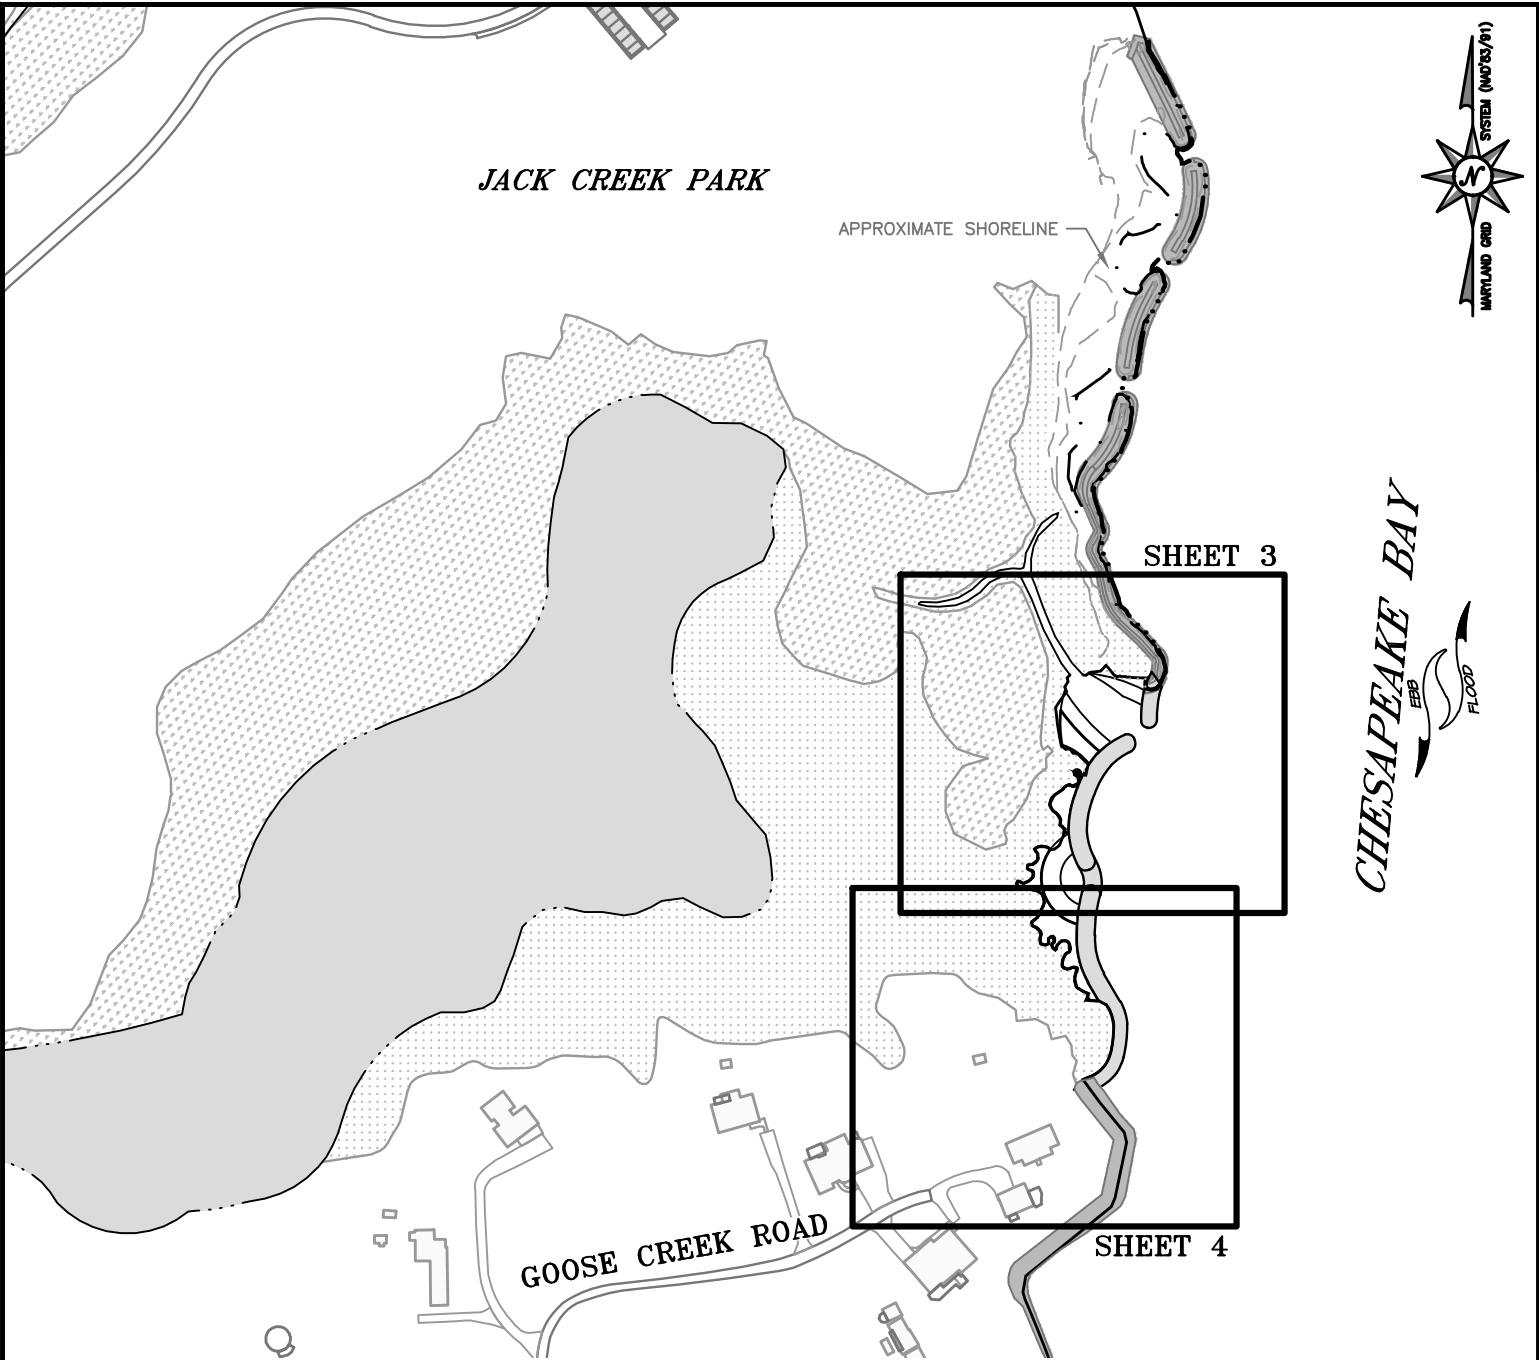 SYSTEM (NAD'83/91)
N
MARYLAND GRID
JACK CREEK PARK
APPROXIMATE SHORELINE
SHEET 3
CHESAPEAKE BAY
EBB
FLOOD
GOOSE CREEK ROAD
SHEET 4